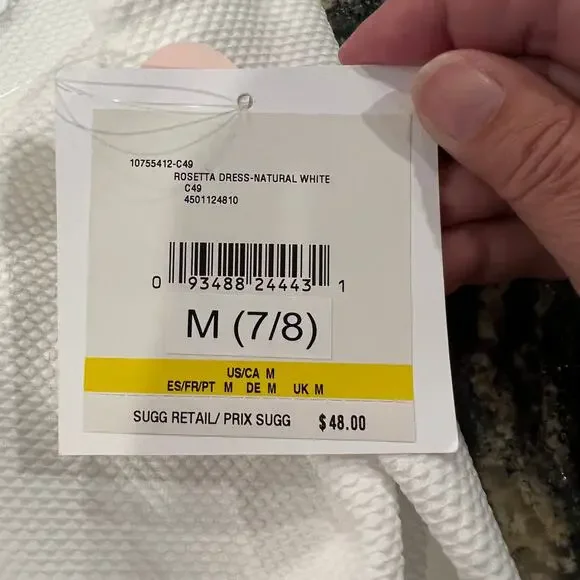 10755412-C49
ROSETTA DRESS-NATURAL WHITE
C49
4501124810
0 93488 24443 1
M (7/8)
US/CA M
ES/FR/PT M DE M UK M
SUGG RETAIL/ PRIX SUGG $48.00